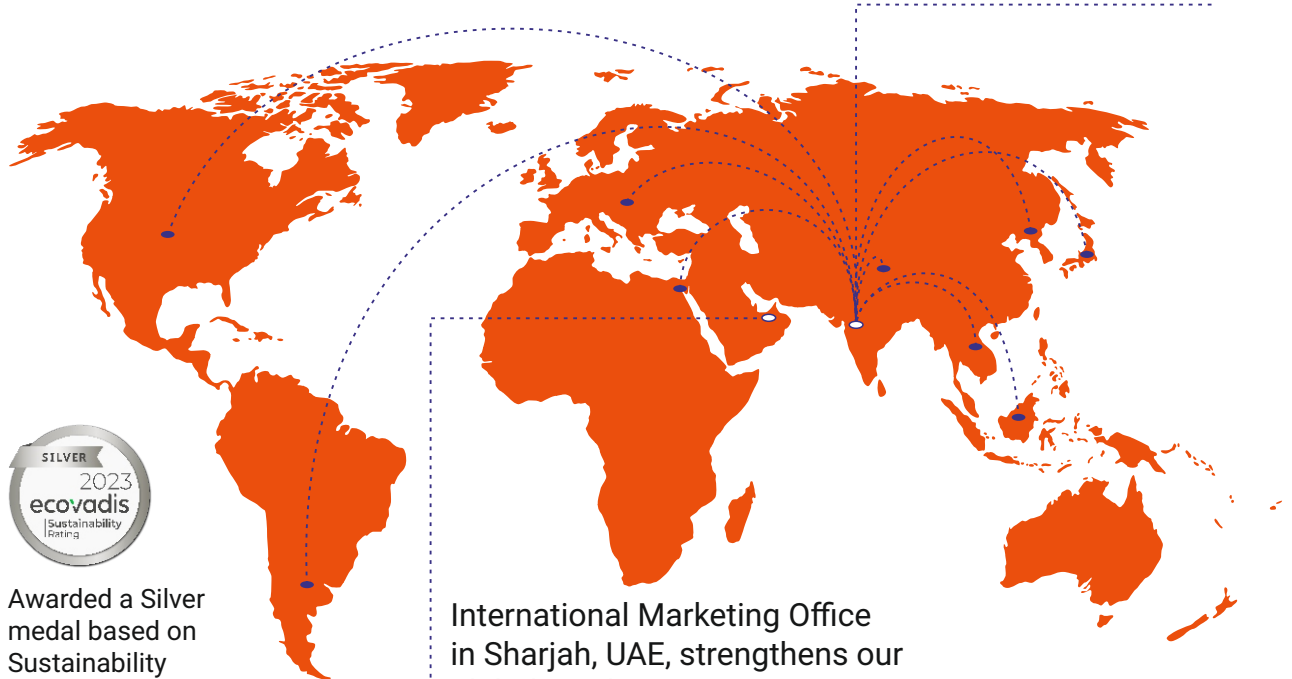 SILVER
2023
ecovadis
Sustainability
Rating
Awarded a Silver
medal based on
Sustainability
International Marketing Office
in Sharjah, UAE, strengthens our